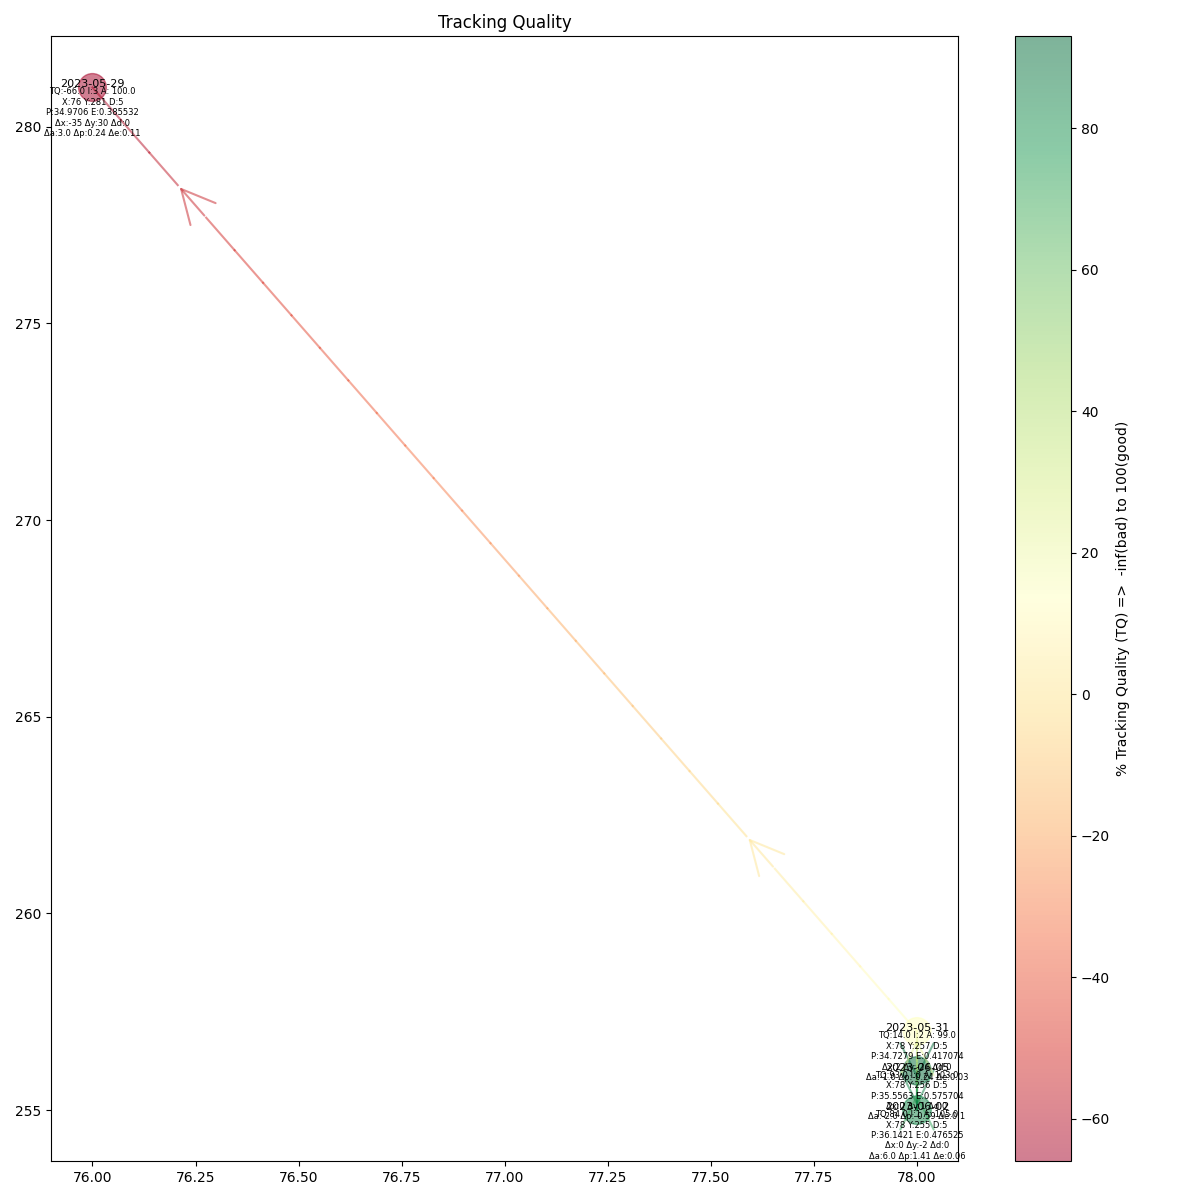 Tracking Quality
2023-05-29
TQ:-66.0 I:3 A: 100.0
X:76 Y:281 D:5
P:34.9706 E:0.385532
Δx:-35 Δy:30 Δd:0
Δa:3.0 Δp:0.24 Δe:0.11
280
275
270
265
260
255
2023-05-31
TQ:14.0 I:2 A: 99.0
X:78 Y:257 D:5
P:34.7279 E:0.417074
X:78 Y:256 D:5
P:35.5563 E:0.575704
2023-06-02
X:78 Y:255 D:5
P:36.1421 E:0.476525
Δx:0 Δy:-2 Δd:0
Δa:6.0 Δp:1.41 Δe:0.06
76.00 76.25 76.50 76.75 77.00 77.25 77.50 77.75 78.00
80
60
40
20
0
−20
−40
−60
% Tracking Quality (TQ) => -inf(bad) to 100(good)